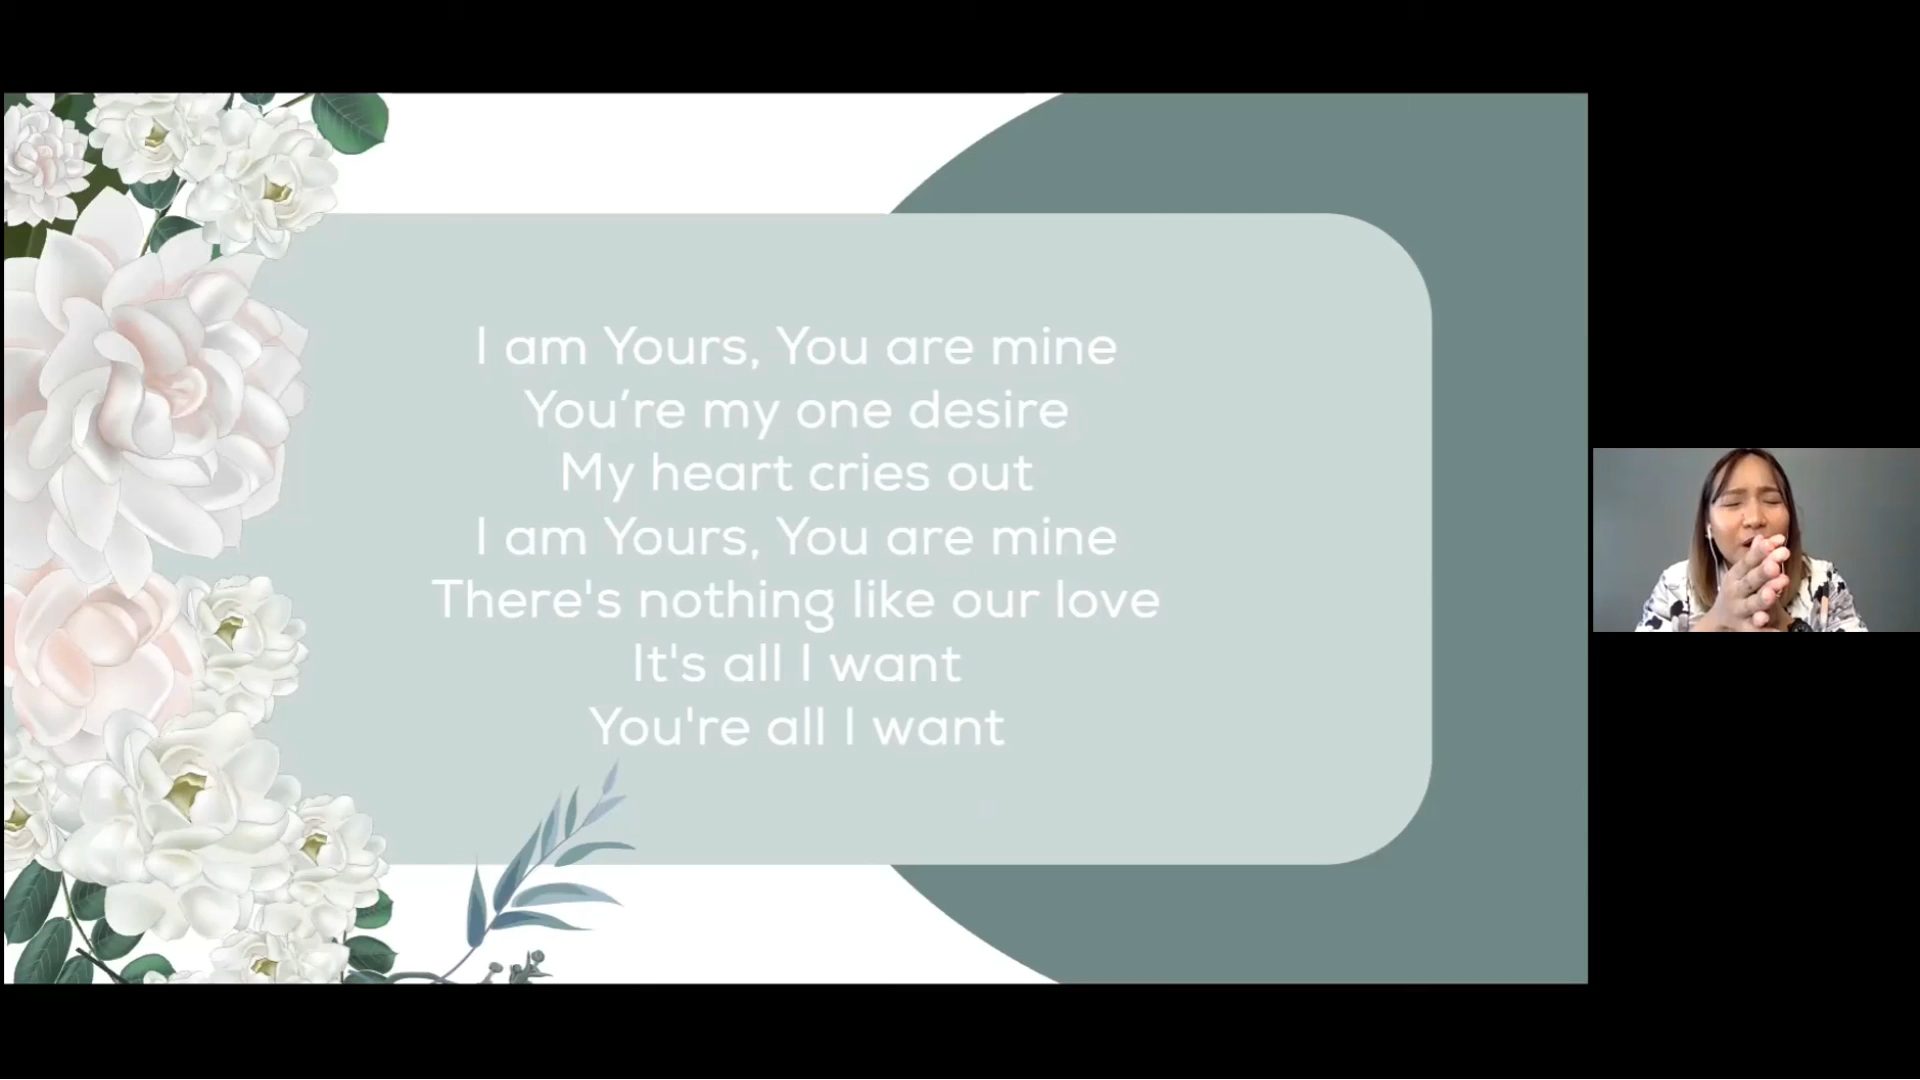 I am Yours, You are mine
You’re my one desire
My heart cries out
I am Yours, You are mine
There's nothing like our love
It's all I want
You're all I want